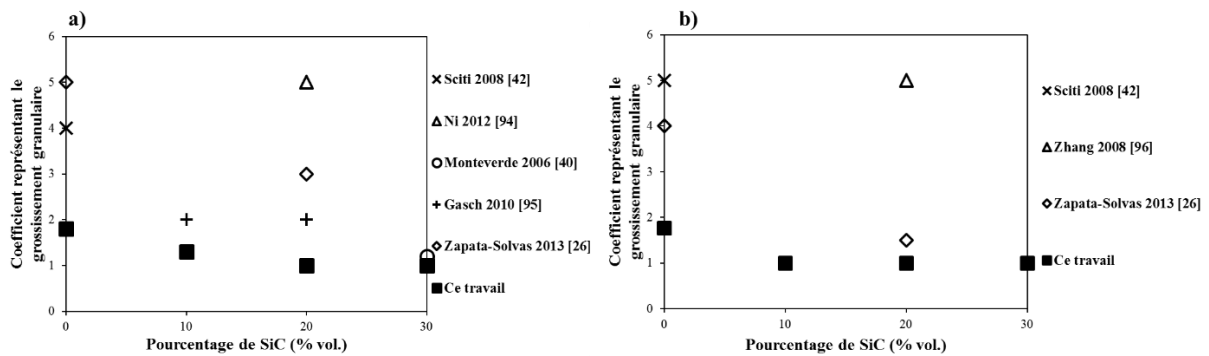 a)
Coefficient représentant le
grossissement granulaire
6
5
4
3
2
1
0
0
10
20
30
Pourcentage de SiC (% vol.)
Sciti 2008 [42]
Ni 2012 [94]
Monteverde 2006 [40]
Gasch 2010 [95]
Zapata-Solvas 2013 [26]
Ce travail
b)
Coefficient représentant le
grossissement granulaire
6
5
4
3
2
1
0
0
10
20
30
Pourcentage de SiC (% vol.)
Sciti 2008 [42]
Zhang 2008 [96]
Zapata-Solvas 2013 [26]
Ce travail